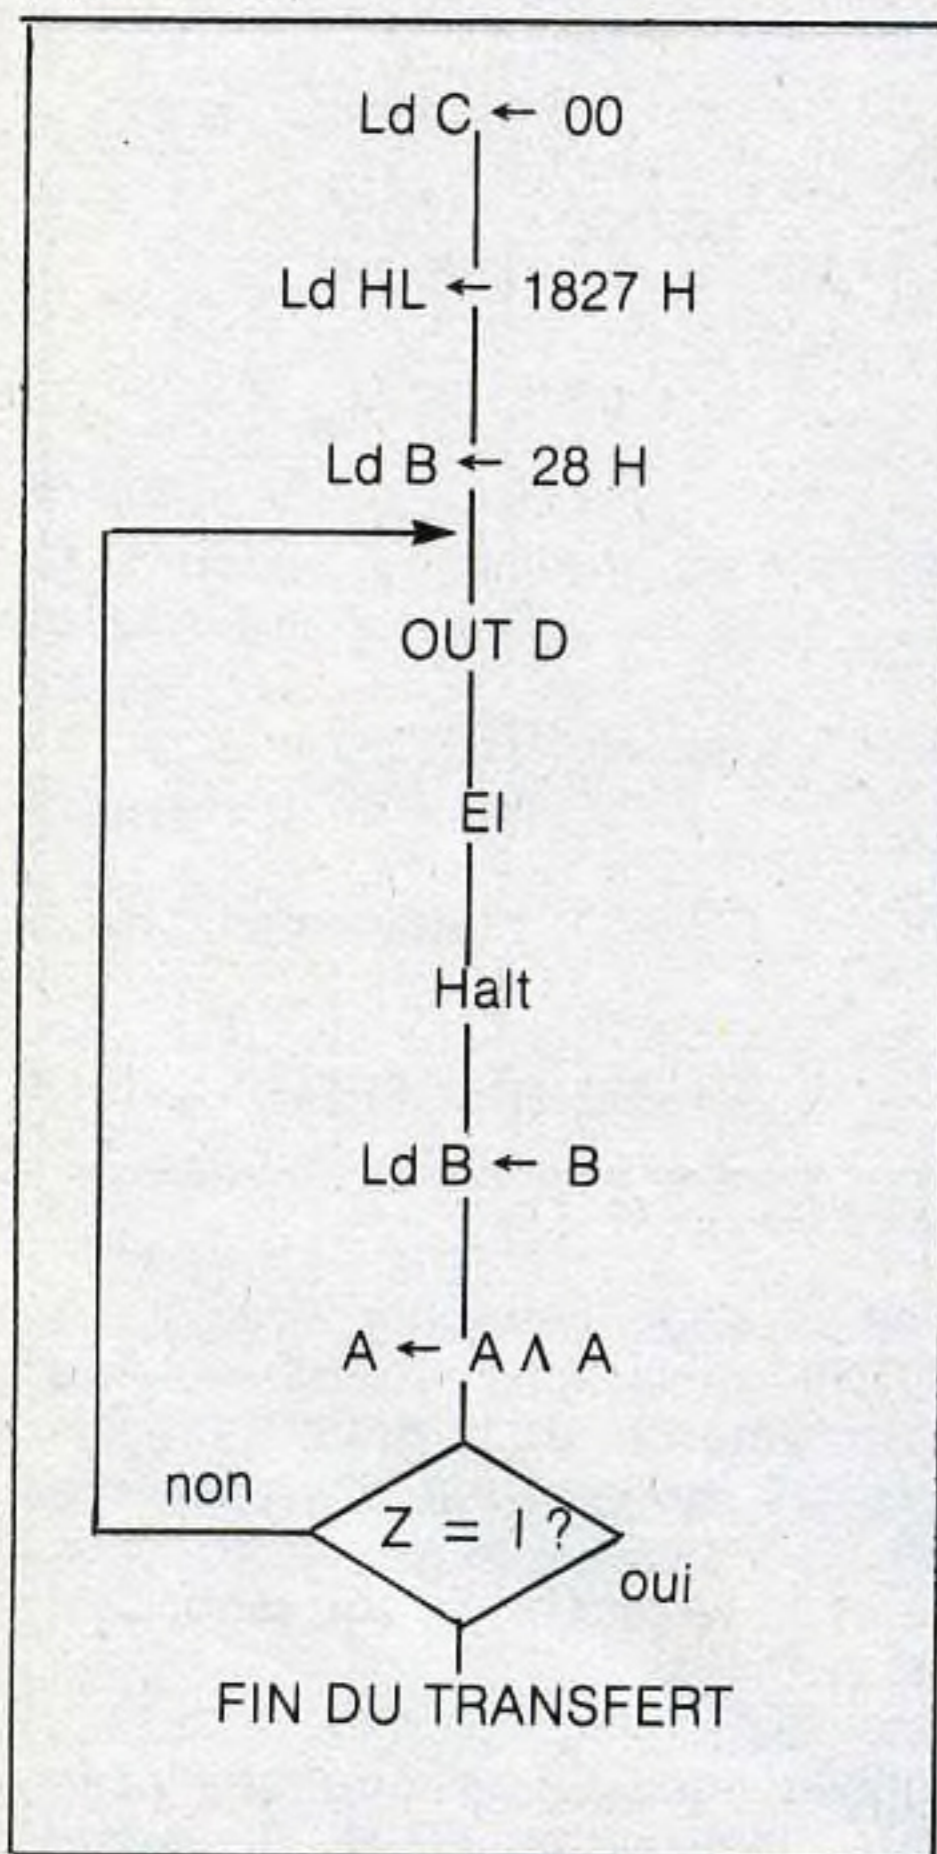 Ld C ← 00
Ld HL ← 1827 H
Ld B ← 28 H
OUT D
EI
Halt
Ld B ← B
A ← A Λ A
non
Z = I ?
oui
FIN DU TRANSFERT